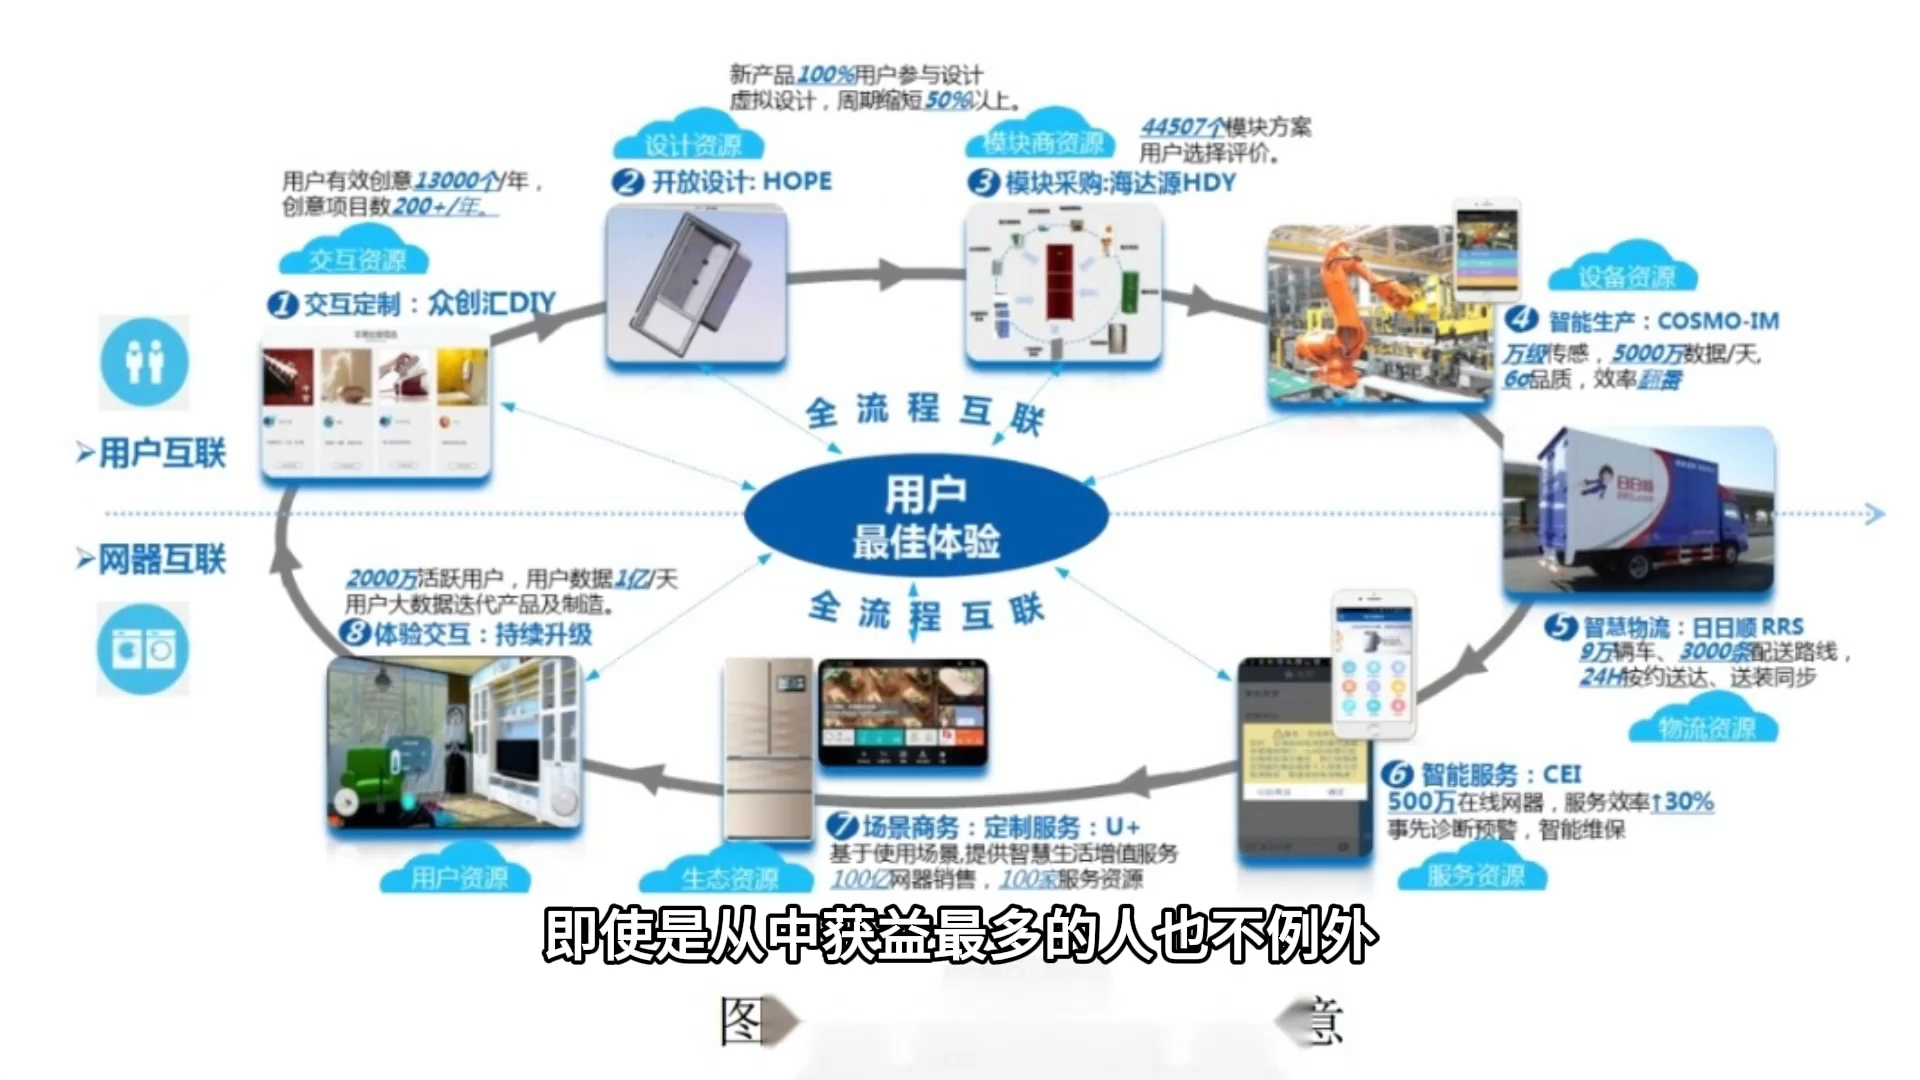 新产品100%用户参与设计
虚拟设计，周期缩短50%以上。
设计资源
2 开放设计: HOPE
模块商资源
3 模块采购:海达源HDY
44507个模块方案
用户选择评价。
用户有效创意13000个/年，
创意项目数200+/年。
交互资源
1 交互定制：众创汇DIY
设备资源
4 智能生产：COSMO-IM
万级传感，5000万数据/天,
6σ品质，效率翻番
用户互联
网器互联
全流程互联
用户
最佳体验
全流程互联
日日顺
5 智慧物流：日日顺 RRS
9万辆车、3000条配送路线，
24H按约送达、送装同步
物流资源
2000万活跃用户，用户数据1亿/天
用户大数据迭代产品及制造。
8 体验交互：持续升级
用户资源
6 智能服务：CEI
500万在线网器，服务效率↑30%
事先诊断预警，智能维保
服务资源
7 场景商务：定制服务：U+
基于使用场景,提供智慧生活增值服务
100亿网器销售，100家服务资源
生态资源
即使是从中获益最多的人也不例外
图 意